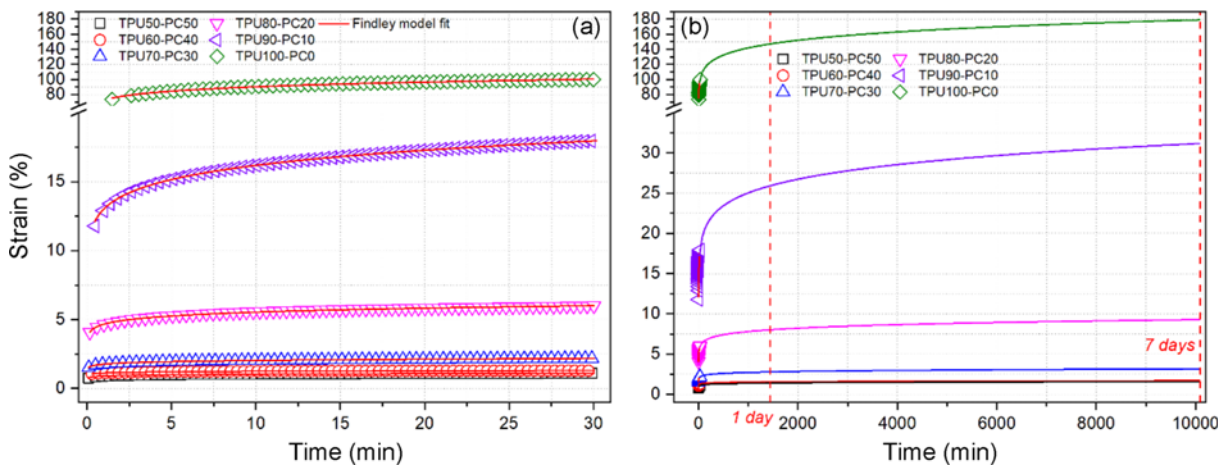 TPU50-PC50 TPU80-PC20 Findley model fit (a)
TPU60-PC40 TPU90-PC10
TPU70-PC30 TPU100-PC0
180
160
140
120
100
80
15
10
5
0
Strain (%)
0 5 10 15 20 25 30
Time (min)
(b)
180
160
140
120
100
80
TPU50-PC50 TPU80-PC20
TPU60-PC40 TPU90-PC10
TPU70-PC30 TPU100-PC0
30
25
20
15
10
5
0
7 days
1 day
0 2000 4000 6000 8000 10000
Time (min)